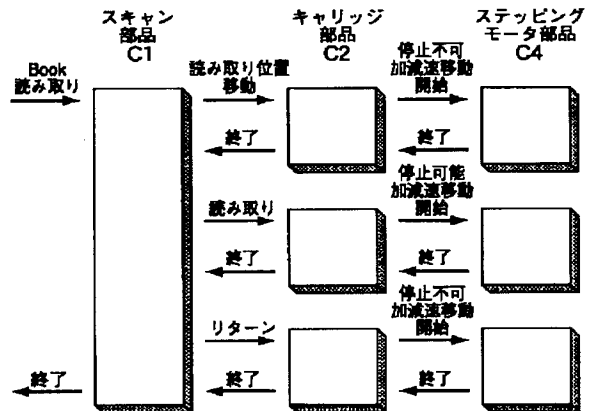 スキャン
部品
C1
キャリッジ
部品
C2
ステッピング
モータ部品
C4
Book
読み取り
読み取り位置
移動
停止不可
加減速移動
開始
終了
終了
停止可能
加減速移動
開始
読み取り
終了
終了
停止不可
加減速移動
開始
リターン
終了
終了
終了